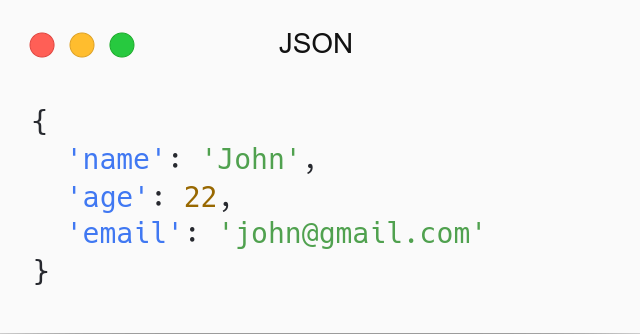 JSON
{
  'name': 'John',
  'age': 22,
  'email': 'john@gmail.com'
}